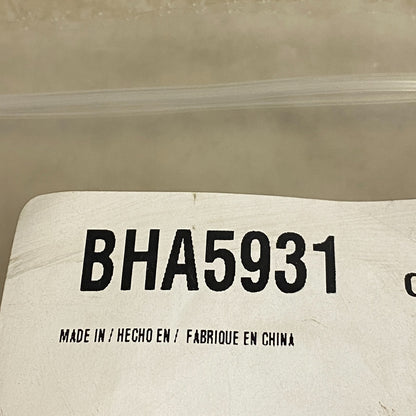 BHA5931
MADE IN / HECHO EN / FABRIQUE EN CHINA